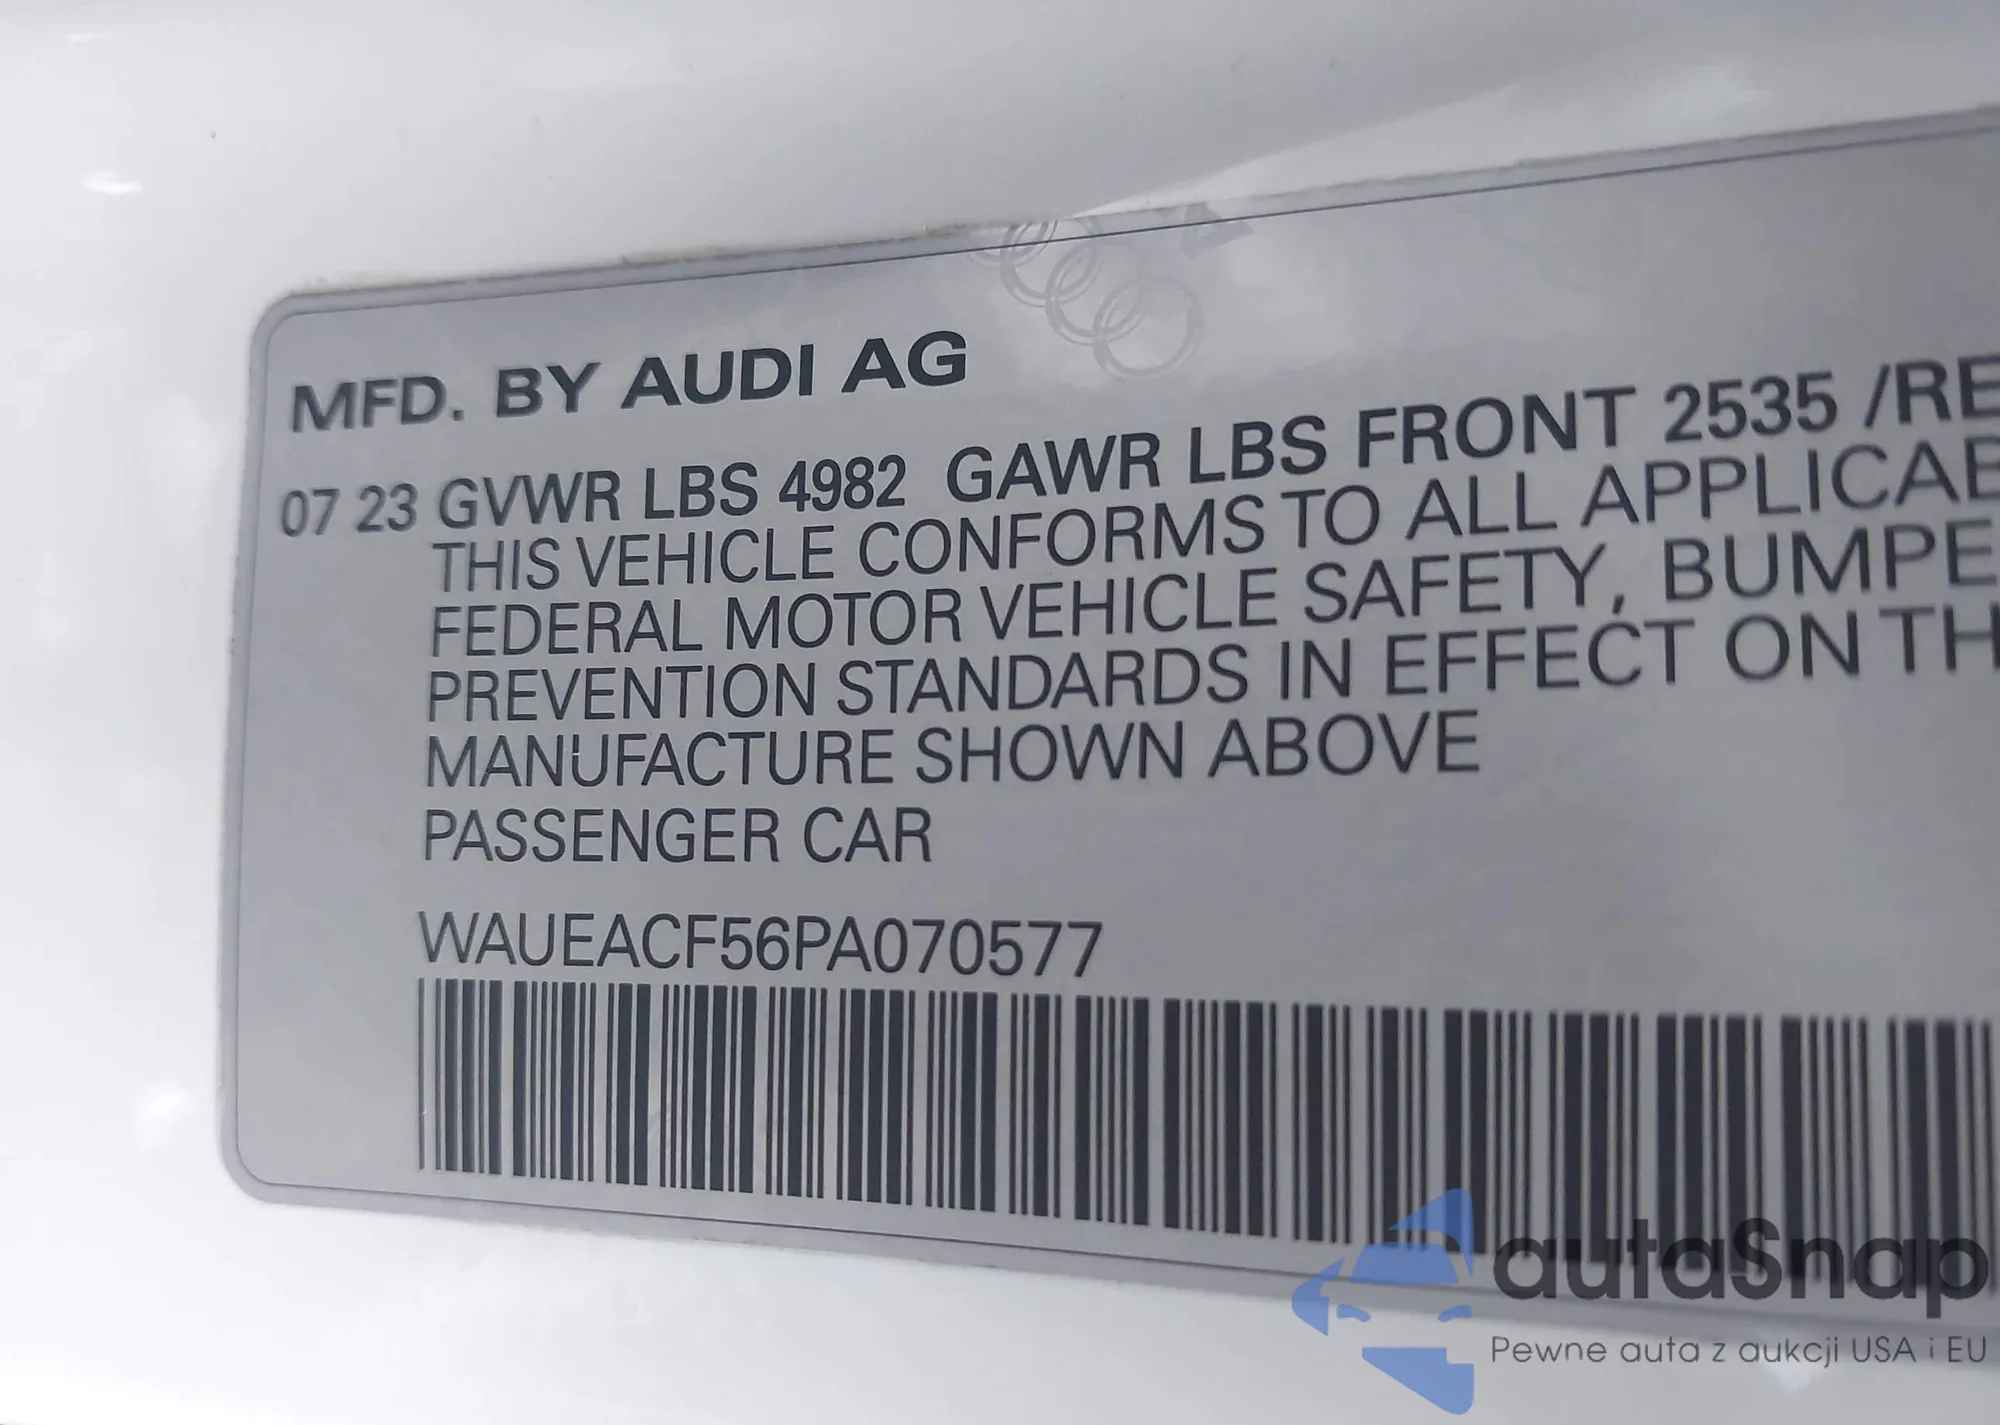 MFD. BY AUDI AG
07 23 GVWR LBS 4982 GAWR LBS FRONT 2535 /RE
THIS VEHICLE CONFORMS TO ALL APPLICAB
FEDERAL MOTOR VEHICLE SAFETY, BUMPE
PREVENTION STANDARDS IN EFFECT ON TH
MANUFACTURE SHOWN ABOVE
PASSENGER CAR
WAUEACF56PA070577
autaSnap
Pewne auta z aukcji USA i EU